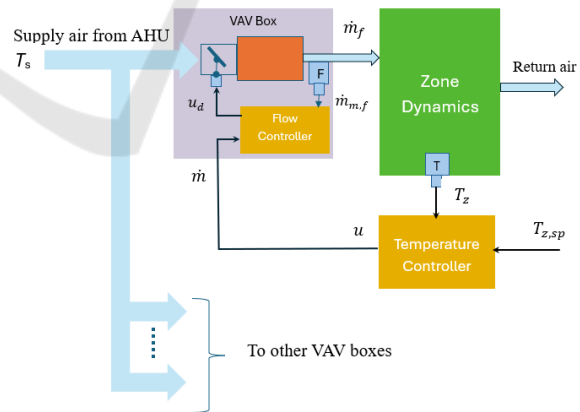 VAV Box
Supply air from AHU
Tₛ
ṁ_f
F
Zone
Dynamics
Return air
u_d
Flow
Controller
ṁ_{m,f}
T
ṁ
T_z
u
Temperature
Controller
T_{z,sp}
To other VAV boxes